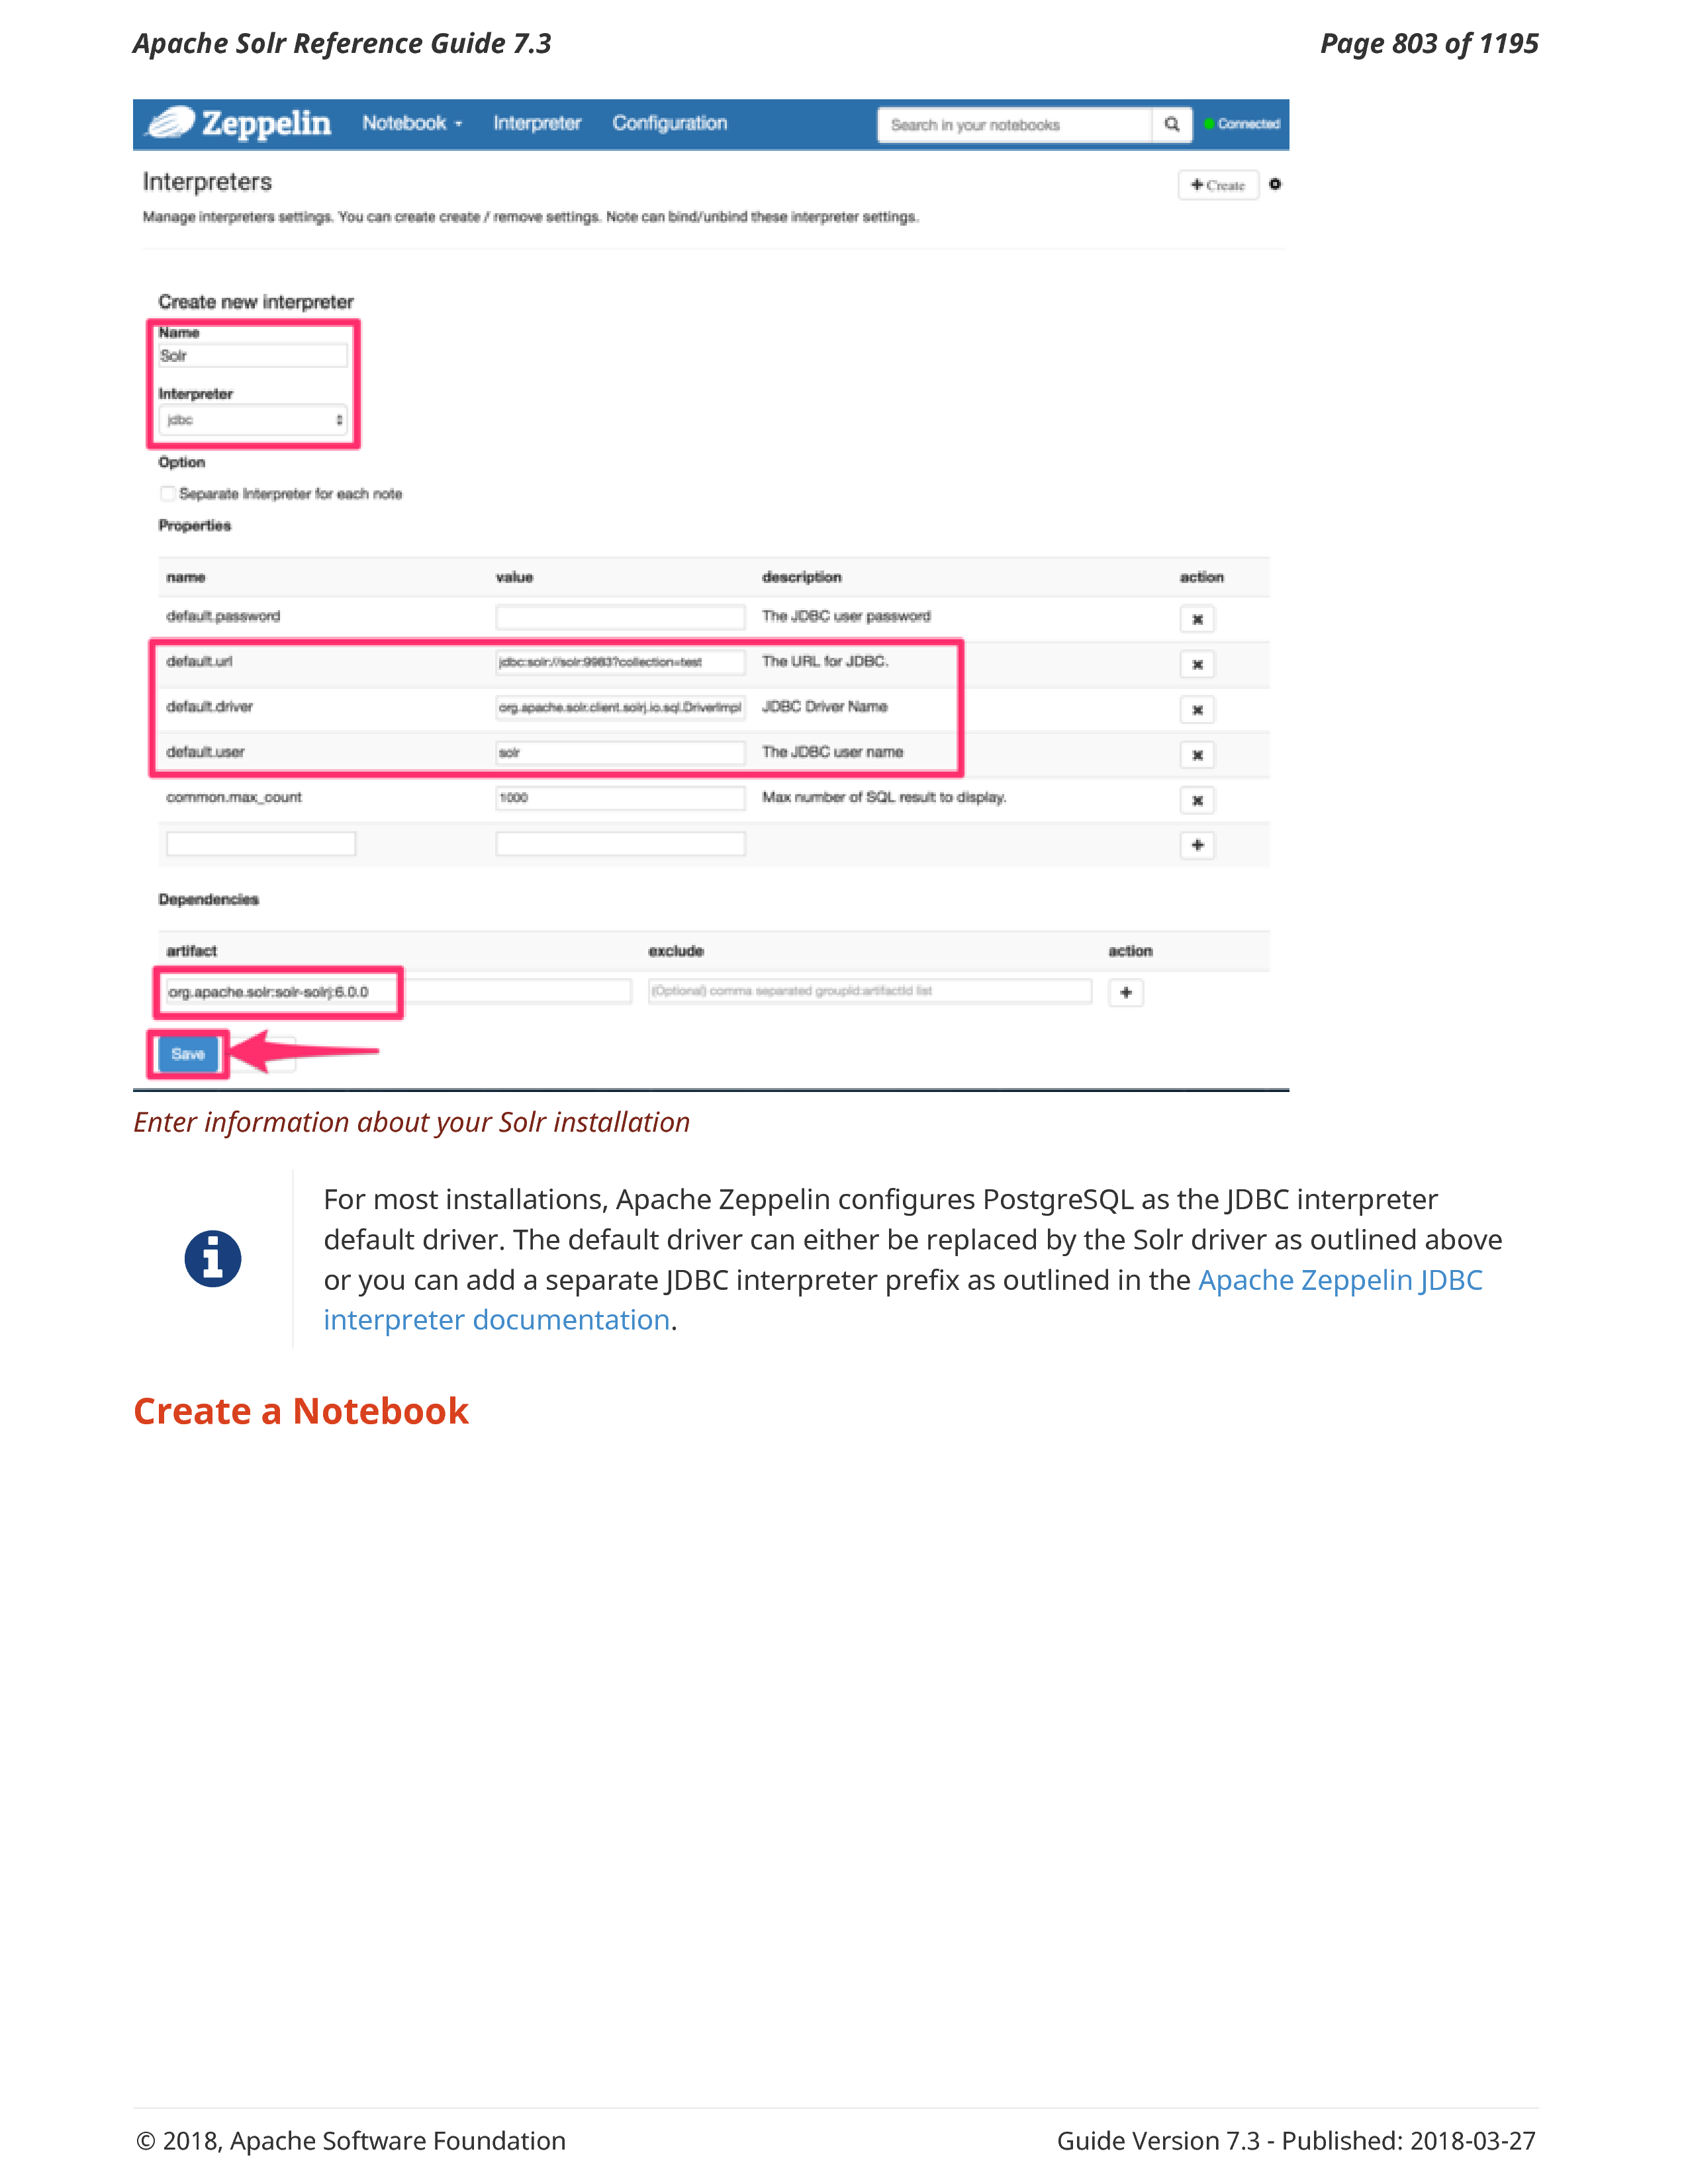 Apache Solr Reference Guide 7.3
Page 803 of 1195
Zeppelin Notebook Interpreter Configuration Search in your notebooks Connected
Interpreters
Create
Manage interpreters settings. You can create create / remove settings. Note can bind/unbind these interpreter settings.
Create new interpreter
Name
Solr
Interpreter
jdbc
Option
Separate Interpreter for each note
Properties
name value description action
default.password The JDBC user password
default.url jdbc:solr://solr:9983?collection=test The URL for JDBC.
default.driver org.apache.solr.client.solrj.io.sql.DriverImpl JDBC Driver Name
default.user solr The JDBC user name
common.max_count 1000 Max number of SQL result to display.
Dependencies
artifact exclude action
org.apache.solr:solr-solrj:6.0.0 (Optional) comma separated groupId:artifactId list
Save
Enter information about your Solr installation
For most installations, Apache Zeppelin configures PostgreSQL as the JDBC interpreter
default driver. The default driver can either be replaced by the Solr driver as outlined above
or you can add a separate JDBC interpreter prefix as outlined in the Apache Zeppelin JDBC
interpreter documentation.
Create a Notebook
© 2018, Apache Software Foundation
Guide Version 7.3 - Published: 2018-03-27